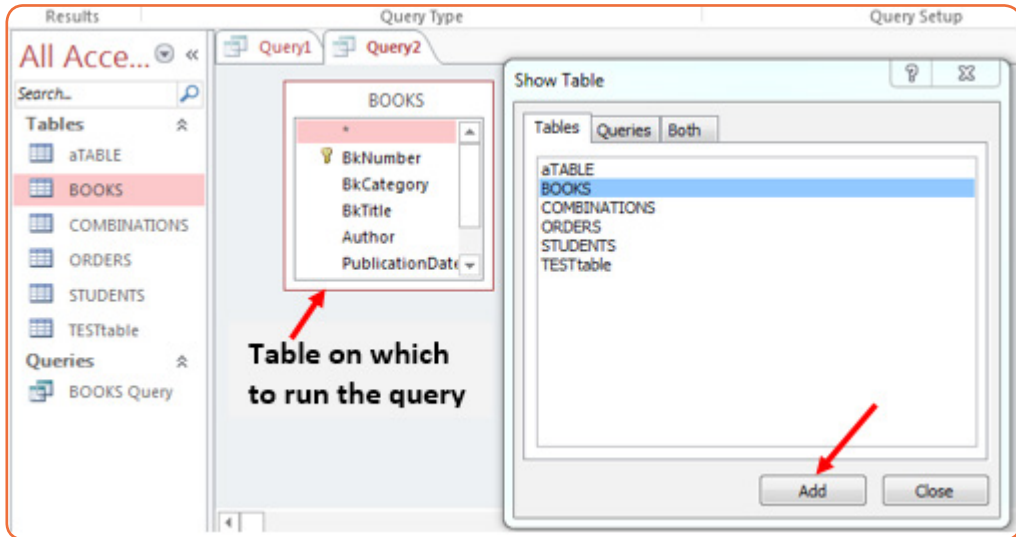 Results Query Type Query Setup
All Acce... «
Search...
Tables
aTABLE
BOOKS
COMBINATIONS
ORDERS
STUDENTS
TESTtable
Queries
BOOKS Query
Query1 Query2
BOOKS
*
BkNumber
BkCategory
BkTitle
Author
PublicationDate
Table on which
to run the query
Show Table ?
Tables Queries Both
aTABLE
BOOKS
COMBINATIONS
ORDERS
STUDENTS
TESTtable
Add Close